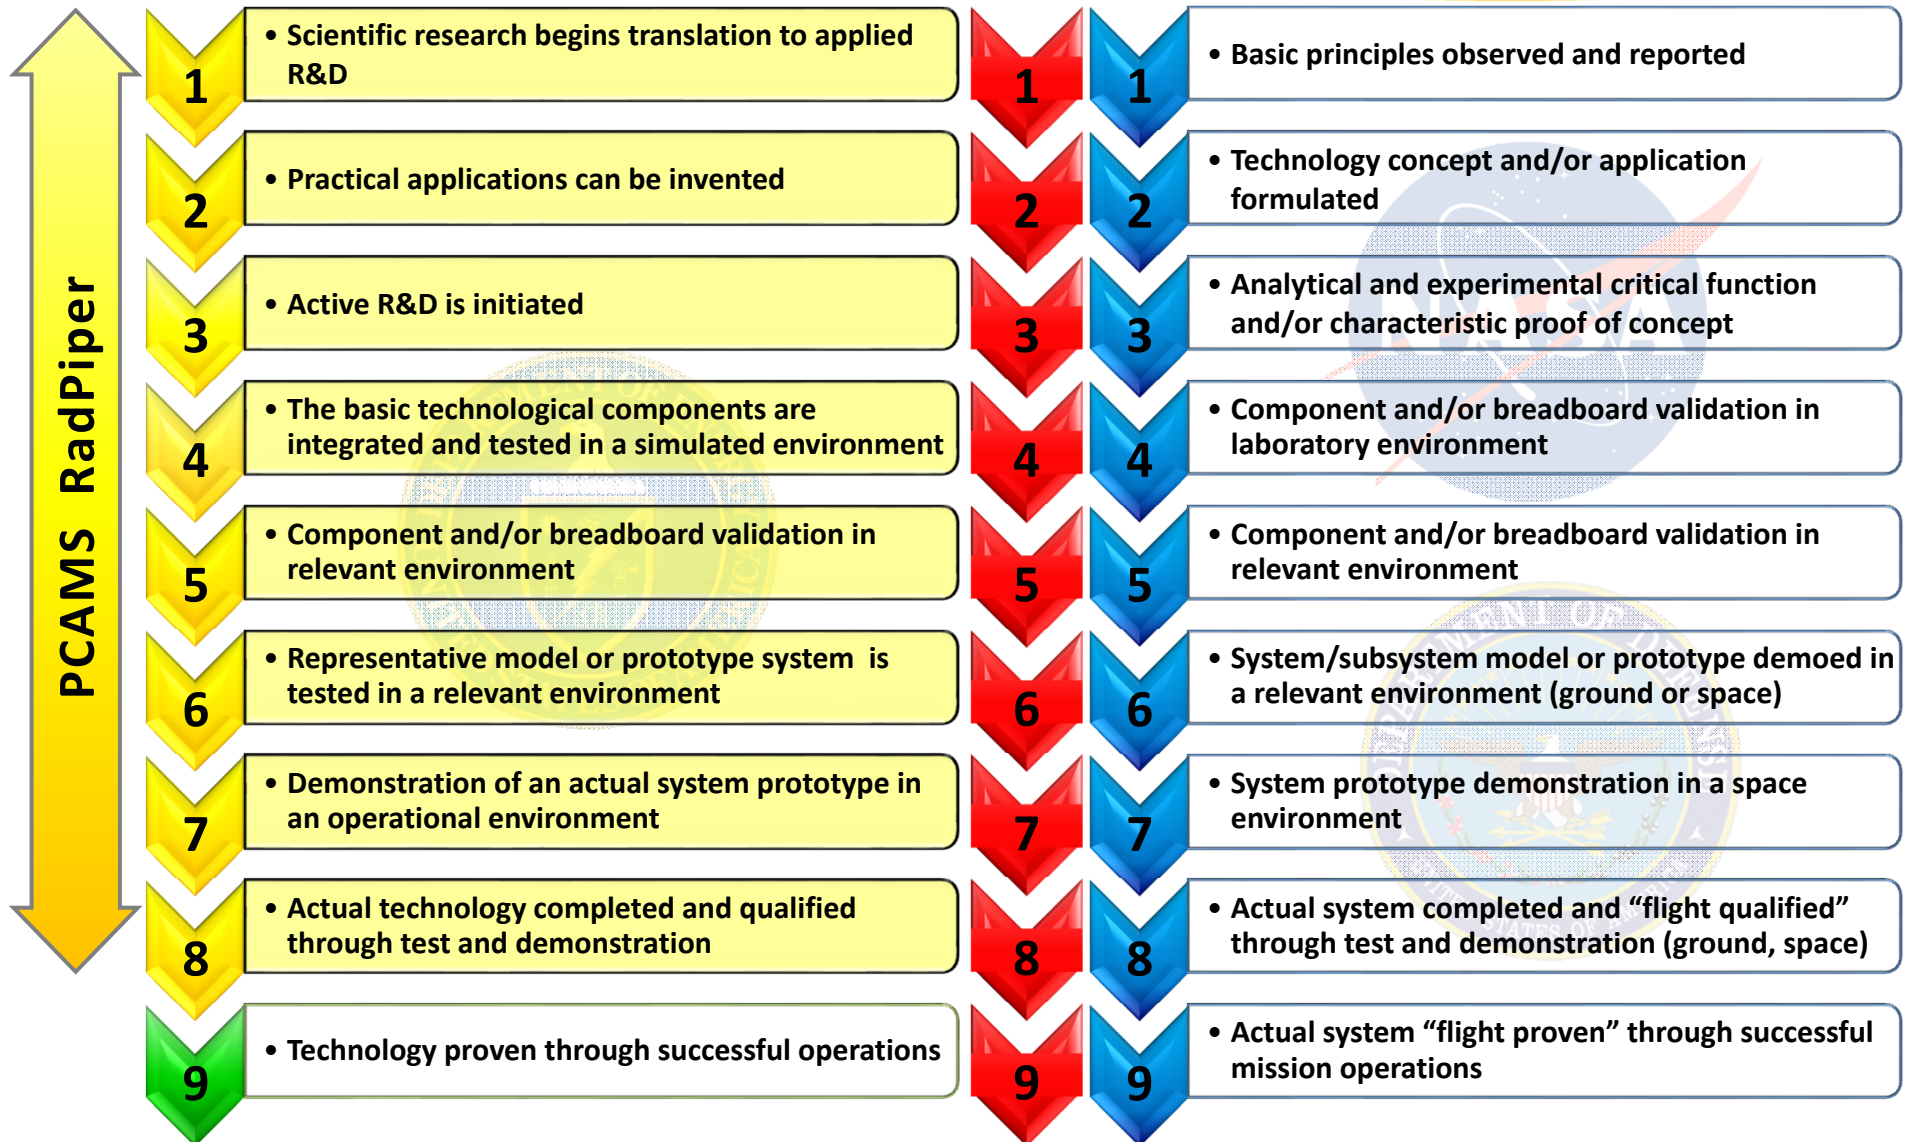 PCAMS RadPiper
1
• Scientific research begins translation to applied
R&D
1
1
• Basic principles observed and reported
2
• Practical applications can be invented
2
2
• Technology concept and/or application
formulated
3
• Active R&D is initiated
3
3
• Analytical and experimental critical function
and/or characteristic proof of concept
4
• The basic technological components are
integrated and tested in a simulated environment
4
4
• Component and/or breadboard validation in
laboratory environment
5
• Component and/or breadboard validation in
relevant environment
5
5
• Component and/or breadboard validation in
relevant environment
6
• Representative model or prototype system is
tested in a relevant environment
6
6
• System/subsystem model or prototype demoed in
a relevant environment (ground or space)
7
• Demonstration of an actual system prototype in
an operational environment
7
7
• System prototype demonstration in a space
environment
8
• Actual technology completed and qualified
through test and demonstration
8
8
• Actual system completed and “flight qualified”
through test and demonstration (ground, space)
9
• Technology proven through successful operations
9
9
• Actual system “flight proven” through successful
mission operations
NASA
DEPARTMENT OF DEFENSE
UNITED STATES OF AMERICA